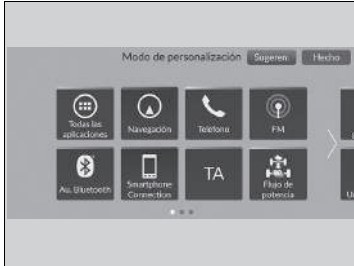 Modo de personalización Sugeren. Hecho
Todas las
aplicaciones
Navegación
Teléfono
FM
Au. Bluetooth
Smartphone
Connection
TA
Flujo de
potencia